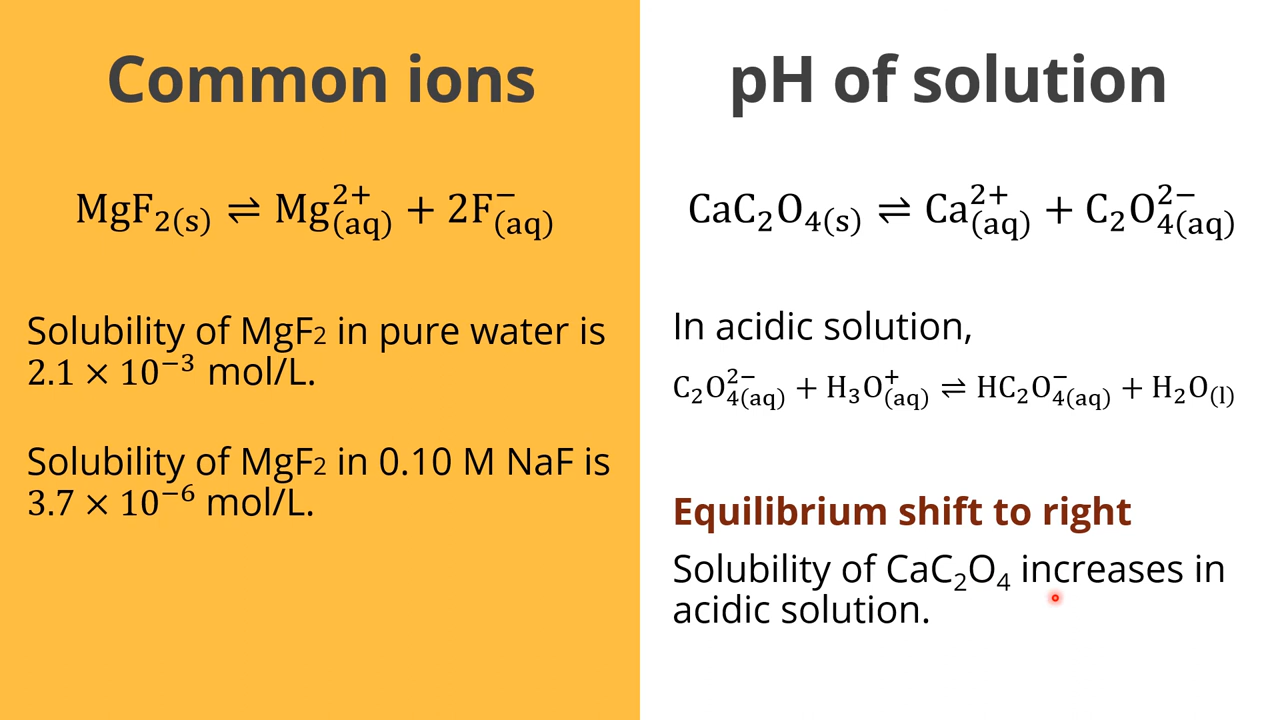 Common ions
MgF₂₍s₎ ⇌ Mg²⁺₍aq₎ + 2F⁻₍aq₎
Solubility of MgF₂ in pure water is
2.1 × 10⁻³ mol/L.
Solubility of MgF₂ in 0.10 M NaF is
3.7 × 10⁻⁶ mol/L.
pH of solution
CaC₂O₄₍s₎ ⇌ Ca²⁺₍aq₎ + C₂O₄²⁻₍aq₎
In acidic solution,
C₂O₄²⁻₍aq₎ + H₃O⁺₍aq₎ ⇌ HC₂O₄⁻₍aq₎ + H₂O₍l₎
Equilibrium shift to right
Solubility of CaC₂O₄ increases in
acidic solution.